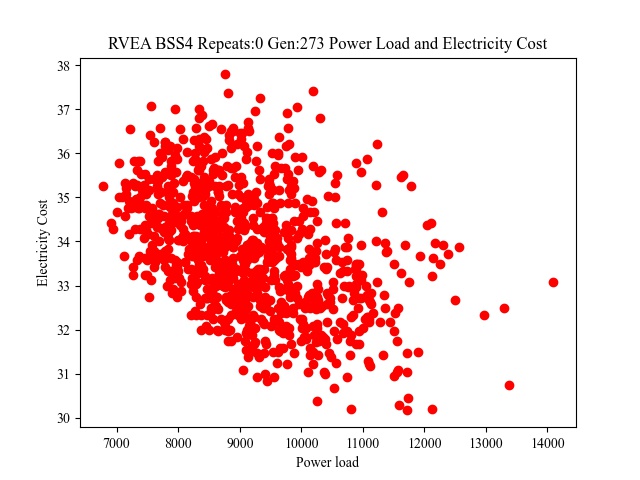 RVEA BSS4 Repeats:0 Gen:273 Power Load and Electricity Cost
38
37
36
35
34
33
32
31
30
Electricity Cost
7000 8000 9000 10000 11000 12000 13000 14000
Power load